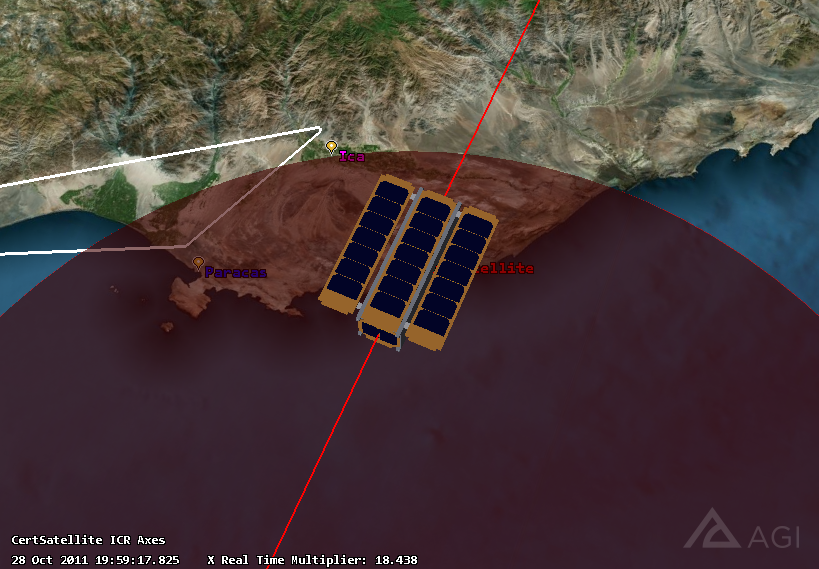 Ica
Paracas
ellite
CertSatellite ICR Axes
28 Oct 2011 19:59:17.825 X Real Time Multiplier: 18.438
AGI